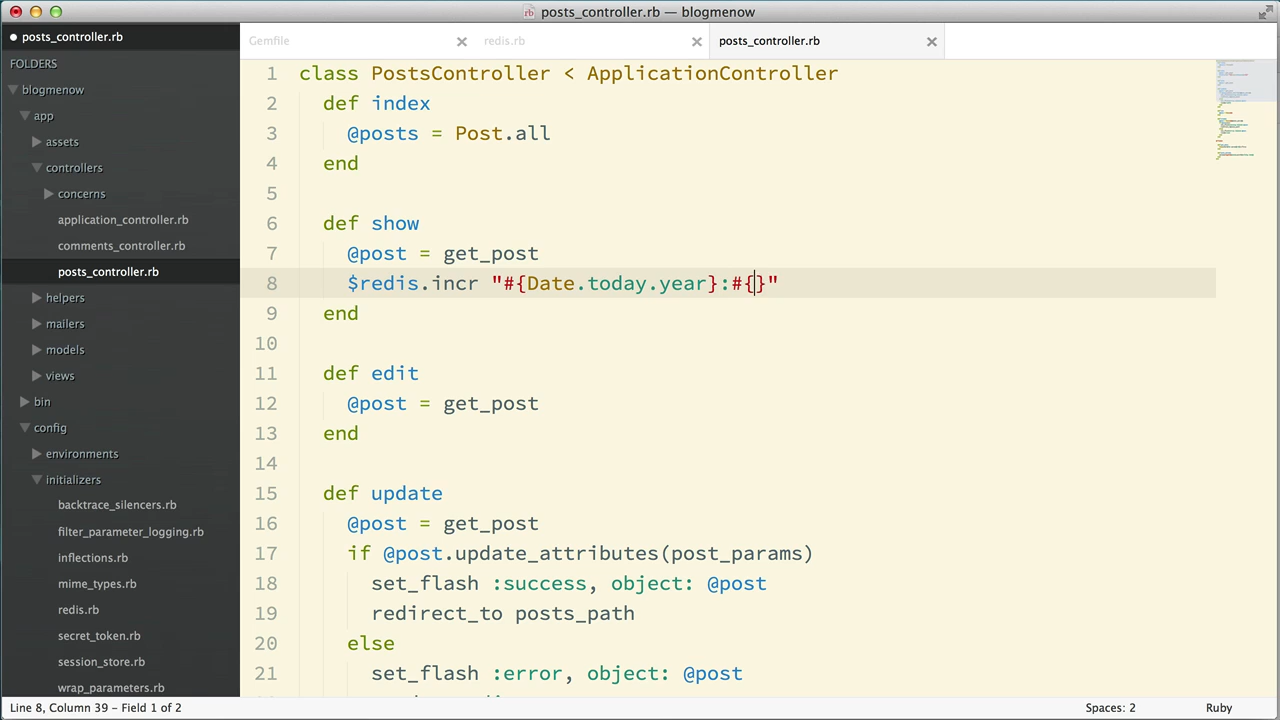 posts_controller.rb — blogmenow
posts_controller.rb
FOLDERS
blogmenow
app
assets
controllers
concerns
application_controller.rb
comments_controller.rb
posts_controller.rb
helpers
mailers
models
views
bin
config
environments
initializers
backtrace_silencers.rb
filter_parameter_logging.rb
inflections.rb
mime_types.rb
redis.rb
secret_token.rb
session_store.rb
wrap_parameters.rb
Gemfile
redis.rb
posts_controller.rb
1 class PostsController < ApplicationController
2 def index
3 @posts = Post.all
4 end
5
6 def show
7 @post = get_post
8 $redis.incr "#{Date.today.year}:#{}"
9 end
10
11 def edit
12 @post = get_post
13 end
14
15 def update
16 @post = get_post
17 if @post.update_attributes(post_params)
18 set_flash :success, object: @post
19 redirect_to posts_path
20 else
21 set_flash :error, object: @post
Line 8, Column 39 - Field 1 of 2
Spaces: 2
Ruby